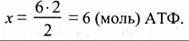 x = 6·2/2 = 6 (моль) АТФ.